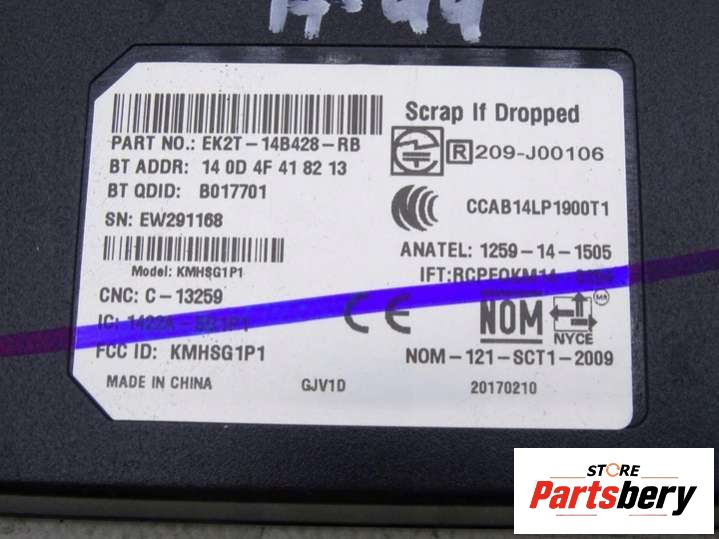 Scrap If Dropped
PART NO.: EK2T-14B428-RB
R 209-J00106
BT ADDR: 14 0D 4F 41 82 13
BT QDID: B017701
CCAB14LP1900T1
SN: EW291168
ANATEL: 1259-14-1505
Model: KMHSG1P1
CNC: C-13259
NOM
NYCE
FCC ID: KMHSG1P1
NOM-121-SCT1-2009
MADE IN CHINA GJV1D 20170210
STORE
Partsbery